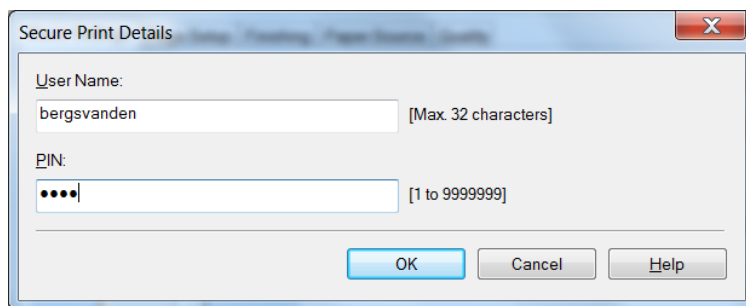 Secure Print Details
User Name:
bergsvanden [Max. 32 characters]
PIN:
•••• [1 to 9999999]
OK Cancel Help